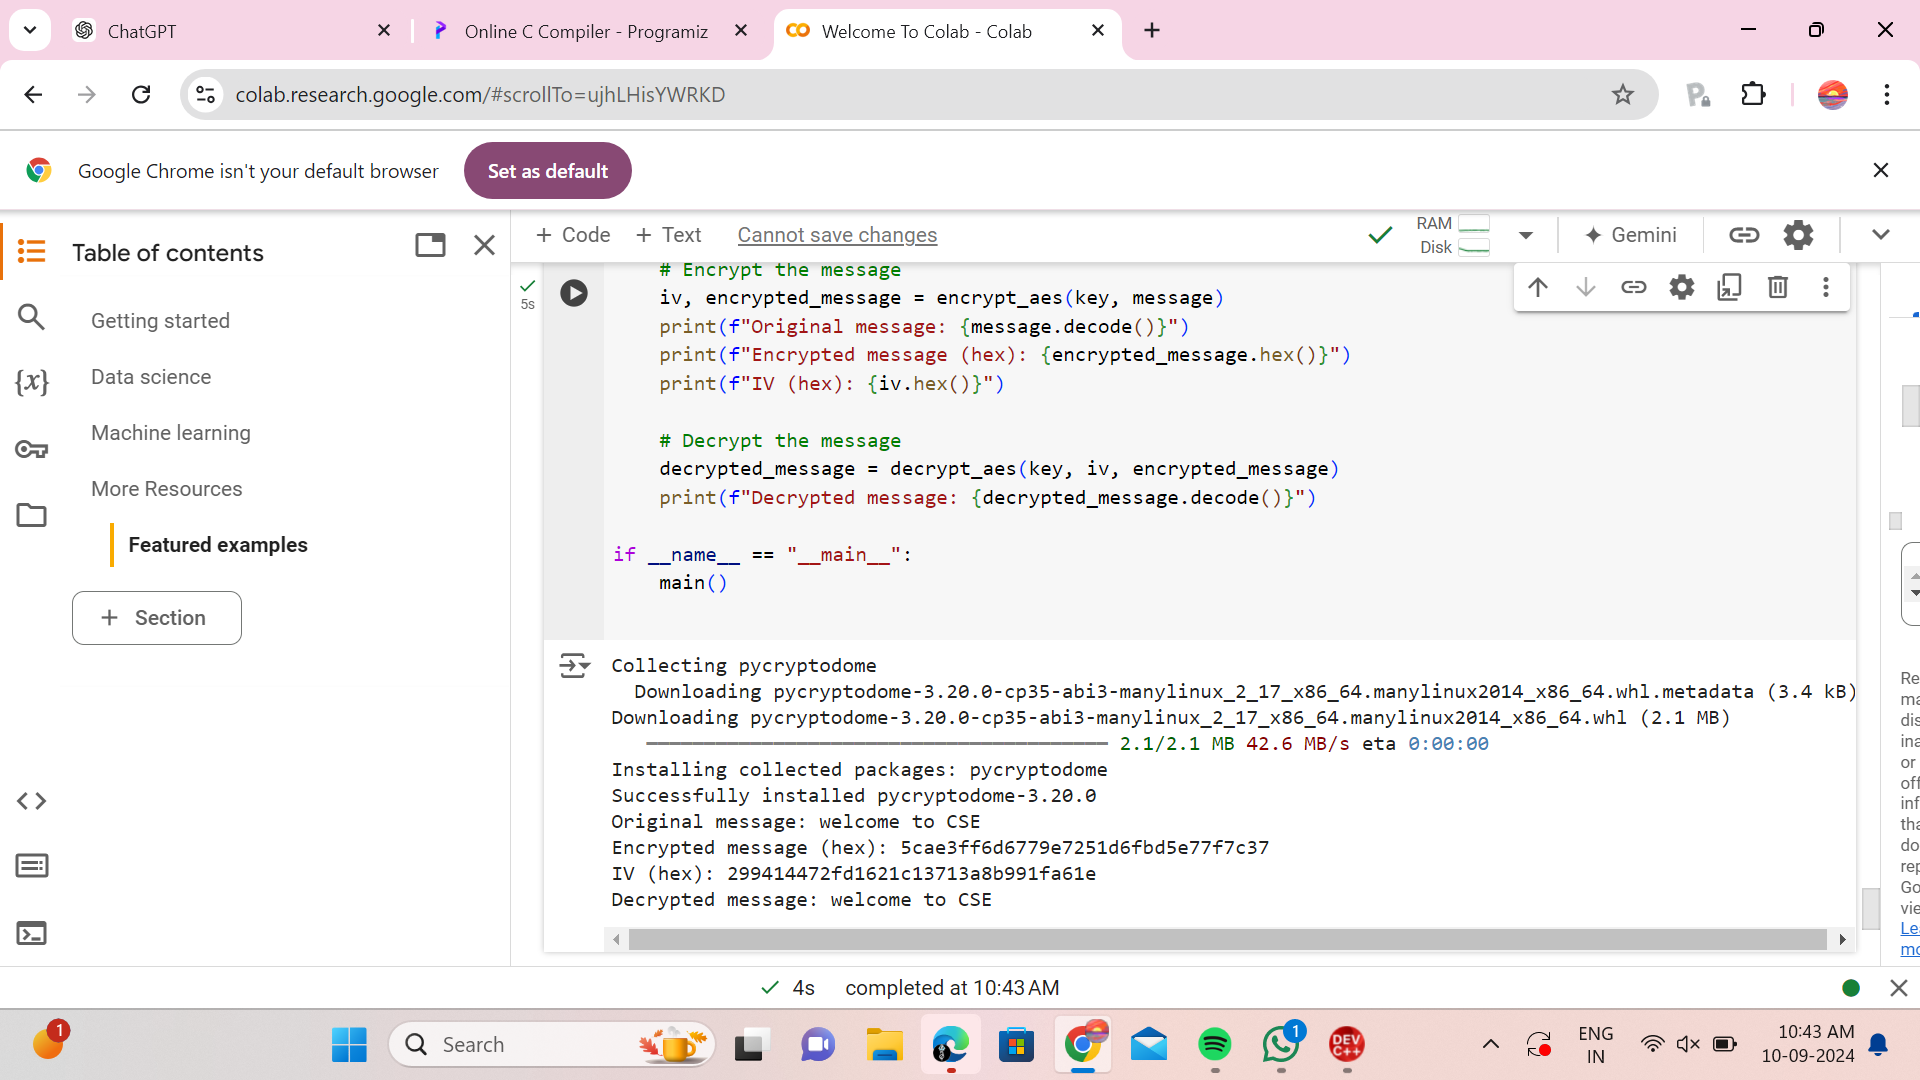 ChatGPT
Online C Compiler - Programiz
Welcome To Colab - Colab
colab.research.google.com/#scrollTo=ujhLHisYWRKD
Google Chrome isn't your default browser
Set as default
Table of contents
Getting started
Data science
Machine learning
More Resources
Featured examples
+ Section
+ Code + Text Cannot save changes
RAM
Disk
Gemini
5s
# Encrypt the message
iv, encrypted_message = encrypt_aes(key, message)
print(f"Original message: {message.decode()}")
print(f"Encrypted message (hex): {encrypted_message.hex()}")
print(f"IV (hex): {iv.hex()}")
# Decrypt the message
decrypted_message = decrypt_aes(key, iv, encrypted_message)
print(f"Decrypted message: {decrypted_message.decode()}")
if __name__ == "__main__":
main()
Collecting pycryptodome
Downloading pycryptodome-3.20.0-cp35-abi3-manylinux_2_17_x86_64.manylinux2014_x86_64.whl.metadata (3.4 kB)
Downloading pycryptodome-3.20.0-cp35-abi3-manylinux_2_17_x86_64.manylinux2014_x86_64.whl (2.1 MB)
2.1/2.1 MB 42.6 MB/s eta 0:00:00
Installing collected packages: pycryptodome
Successfully installed pycryptodome-3.20.0
Original message: welcome to CSE
Encrypted message (hex): 5cae3ff6d6779e7251d6fbd5e77f7c37
IV (hex): 299414472fd1621c13713a8b991fa61e
Decrypted message: welcome to CSE
Re
ma
dis
ina
or
off
inf
tha
do
rep
Go
vie
Le
mo
4s completed at 10:43 AM
1
Search
1
DEV
C++
ENG
IN
10:43 AM
10-09-2024